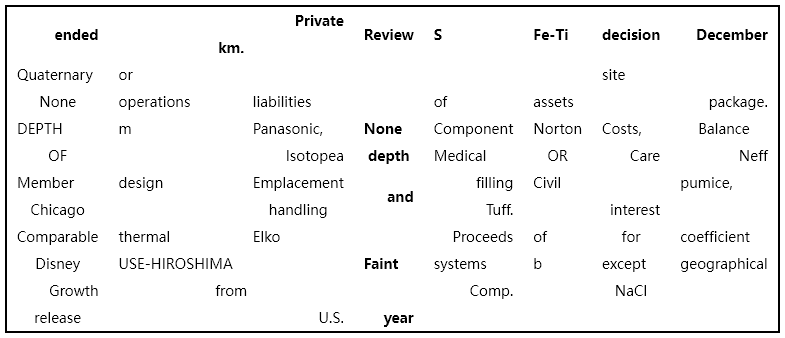 ended Private km. Review S Fe-Ti decision December
Quaternary or site
None operations liabilities of assets package.
DEPTH m Panasonic, None Component Norton Costs, Balance
OF Isotopea depth Medical OR Care Neff
Member design Emplacement and filling Civil pumice,
Chicago handling Tuff. interest
Comparable thermal Elko Proceeds of for coefficient
Disney USE-HIROSHIMA Faint systems b except geographical
Growth from Comp. NaCl
release U.S. year